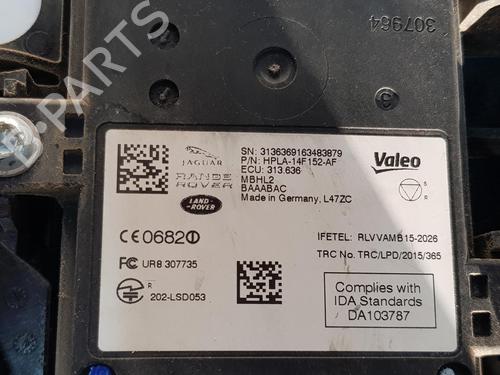 307964
B-PARTS
SN: 3136369163483979
P/N: HPLA-14F152-AF
ECU: 313.636
MBHL2
BAAABAC
Made in Germany, L47ZC
JAGUAR
RANGE ROVER
LAND-ROVER
Valeo
S
R
CE0682
FC UR8 307735
R
202-LSD053
IFETEL: RLVVAMB15-2026
TRC No. TRC/LPD/2015/365
Complies with
IDA Standards
DA103787